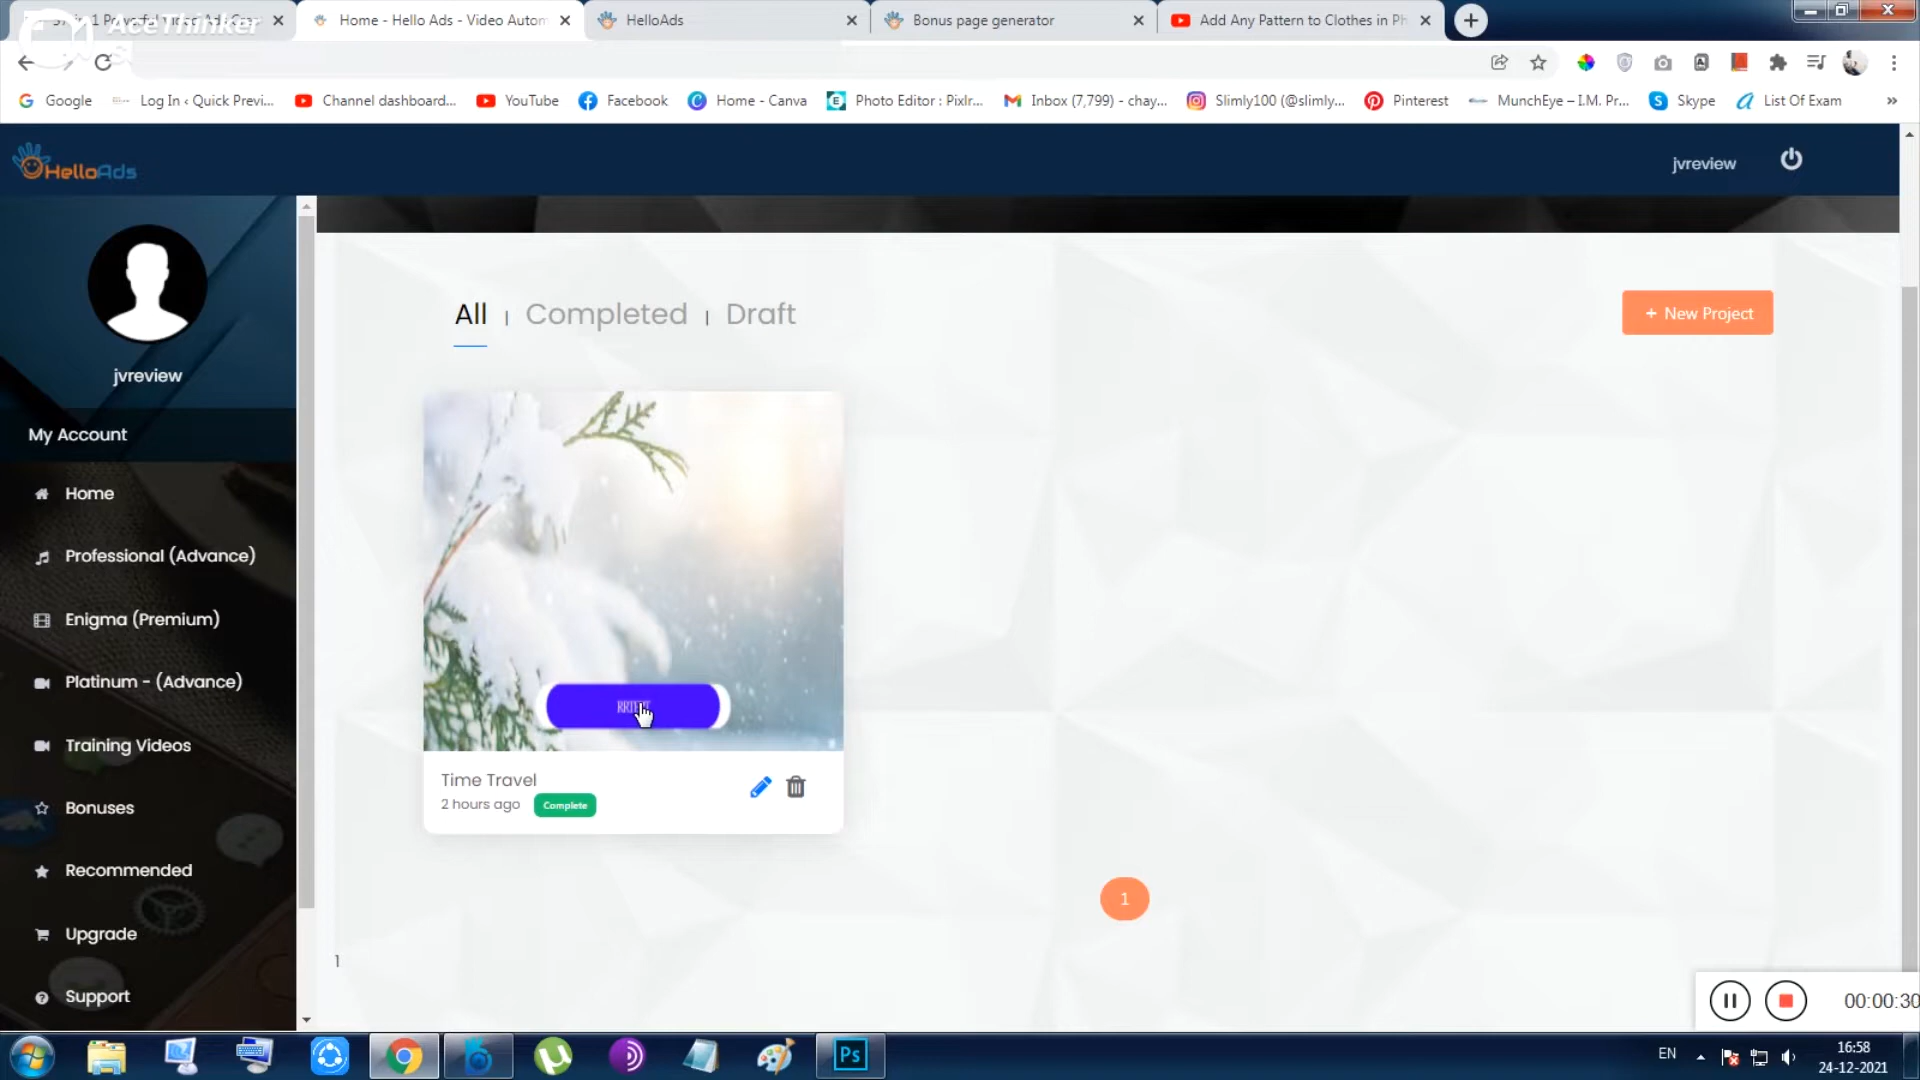 AceThinker
Home - Hello Ads - Video Autom
HelloAds
Bonus page generator
Add Any Pattern to Clothes in Ph
Google
Log In ‹ Quick Previ...
Channel dashboard...
YouTube
Facebook
Home - Canva
Photo Editor : Pixlr...
Inbox (7,799) - chay...
Slimly100 (@slimly...
Pinterest
MunchEye – I.M. Pr...
Skype
List Of Exam
»
HelloAds
jvreview
jvreview
My Account
Home
Professional (Advance)
Enigma (Premium)
Platinum - (Advance)
Training Videos
Bonuses
Recommended
Upgrade
Support
All | Completed | Draft
+ New Project
Time Travel
2 hours ago Complete
1
1
00:00:30
Ps
EN
16:58
24-12-2021